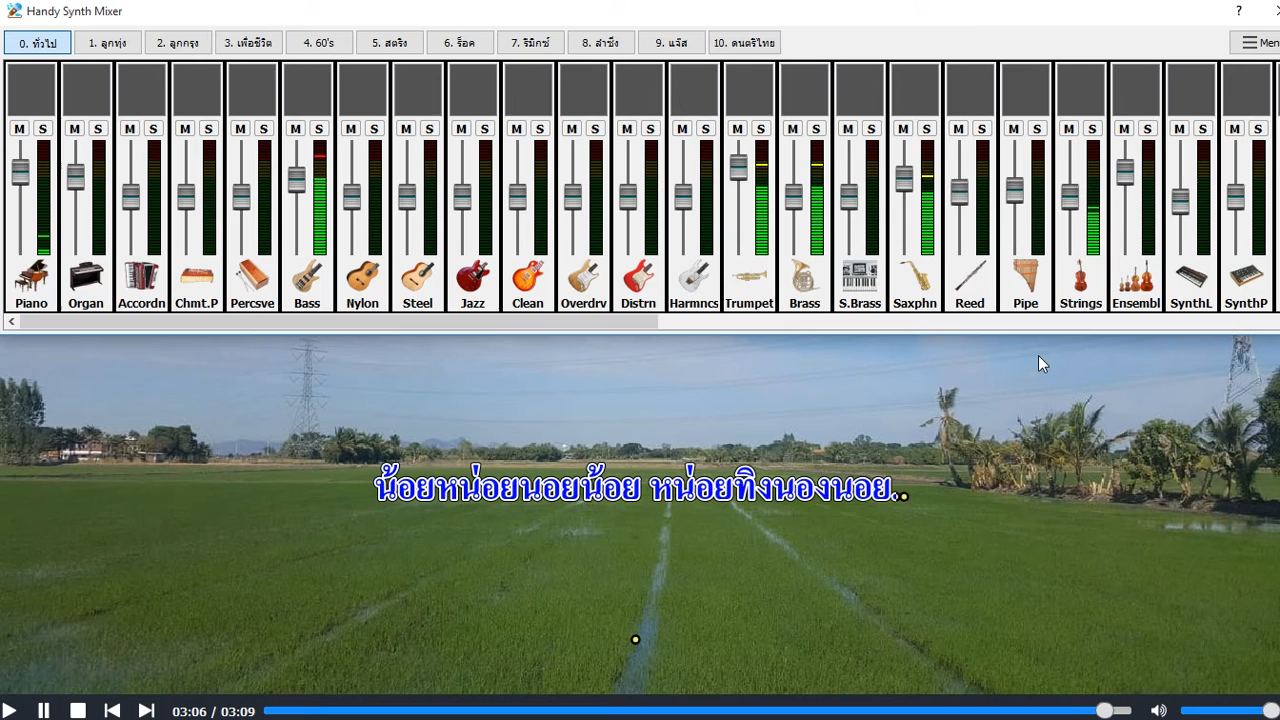 Handy Synth Mixer
?
0. ทั่วไป 1. ลูกทุ่ง 2. ลูกกรุง 3. เพื่อชีวิต 4. 60's 5. สตริง 6. ร็อค 7. รีมิกซ์ 8. ลำซิ่ง 9. แจ๊ส 10. ดนตรีไทย Men
M S M S M S M S M S M S M S M S M S M S M S M S M S M S M S M S M S M S M S M S M S M S M S
Piano Organ Accordn Chmt.P Percsve Bass Nylon Steel Jazz Clean Overdrv Distrn Harmncs Trumpet Brass S.Brass Saxphn Reed Pipe Strings Ensembl SynthL SynthP
น้อยหน่อยนอยน้อย หน่อยทิงนองนอย.
03:06 / 03:09